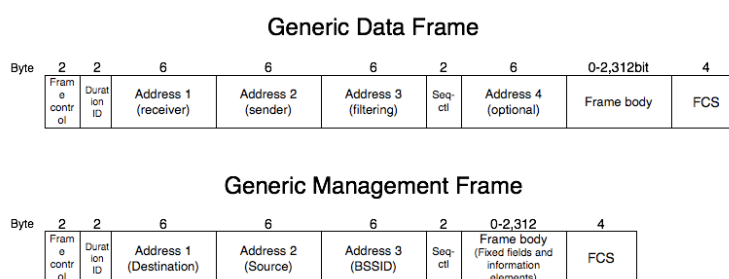 Generic Data Frame
Byte 2 2 6 6 6 2 6 0-2,312bit 4
Fram
e
contr
ol
Durat
ion
ID
Address 1
(receiver)
Address 2
(sender)
Address 3
(filtering)
Seq-
ctl
Address 4
(optional)
Frame body
FCS
Generic Management Frame
Byte 2 2 6 6 6 2 0-2,312 4
Fram
e
contr
ol
Durat
ion
ID
Address 1
(Destination)
Address 2
(Source)
Address 3
(BSSID)
Seq-
ctl
Frame body
(Fixed fields and
information
elements)
FCS